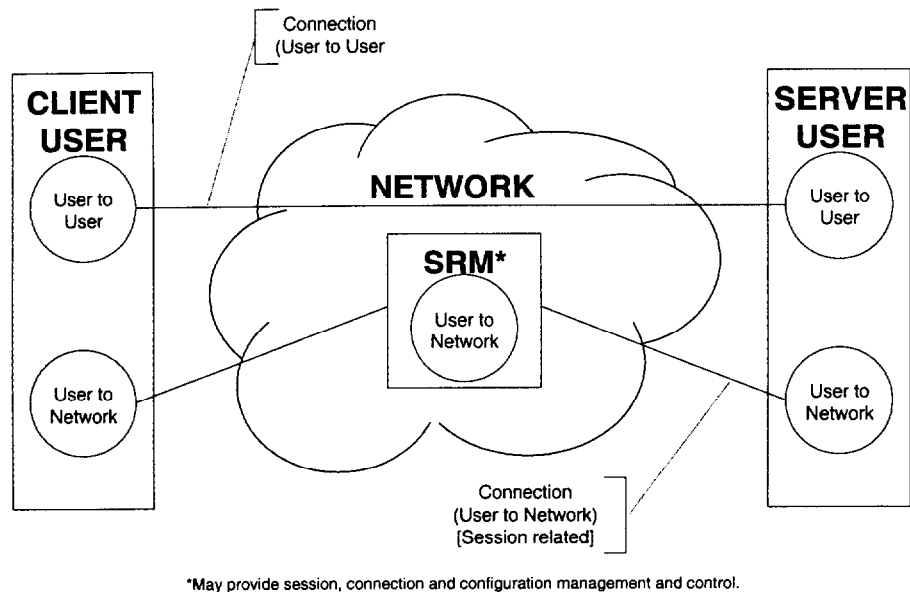 Connection
(User to User
CLIENT
USER
SERVER
USER
User to
User
NETWORK
User to
User
SRM*
User to
Network
User to
Network
User to
Network
Connection
(User to Network)
[Session related]
*May provide session, connection and configuration management and control.